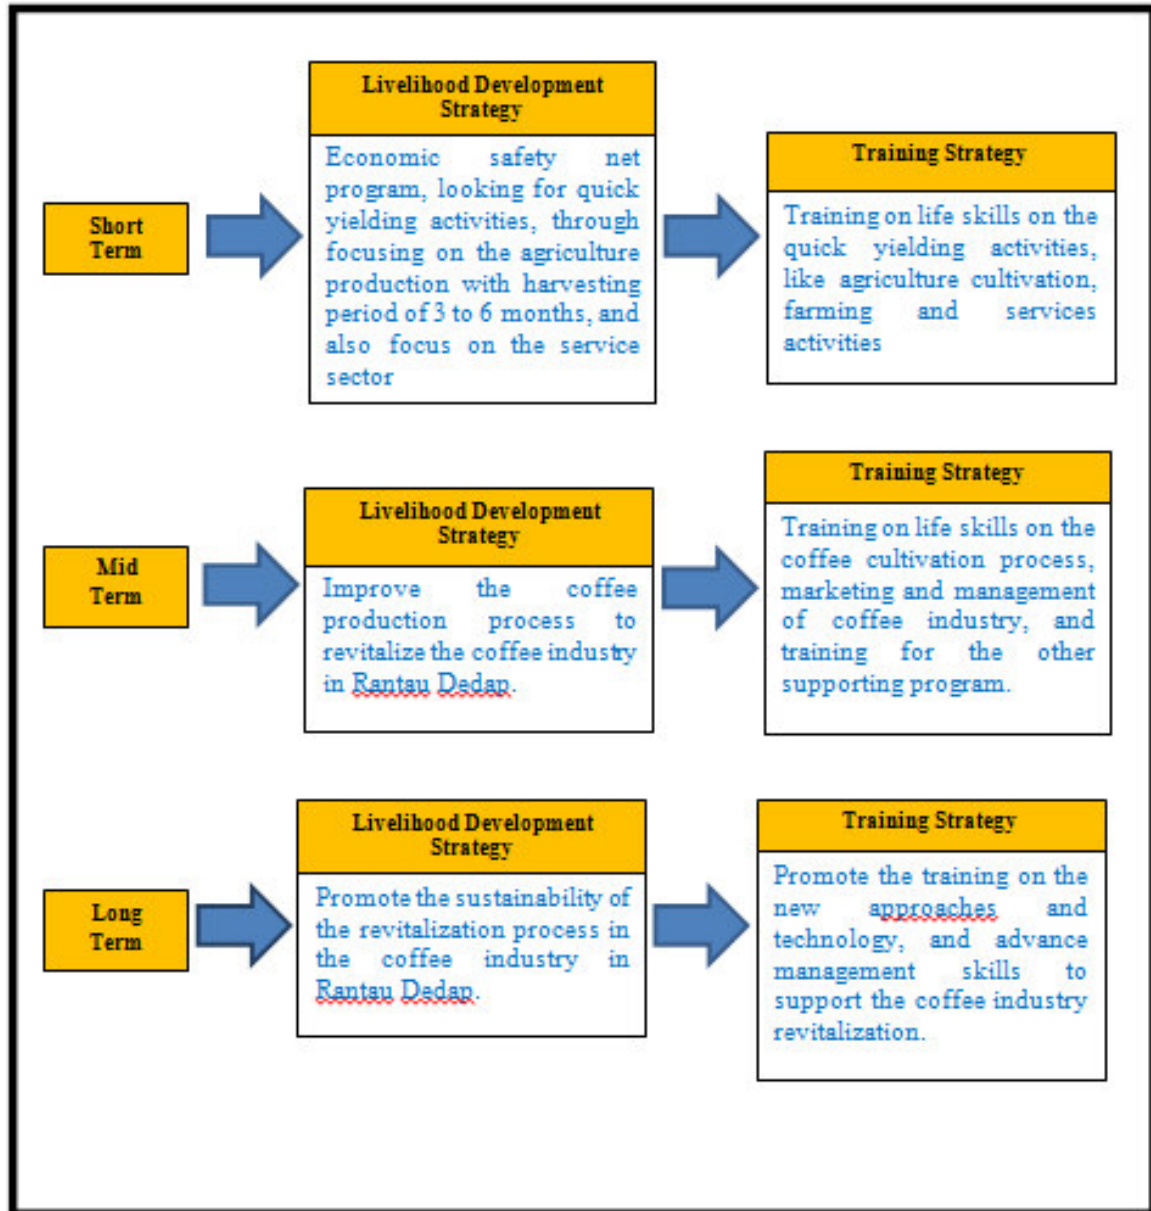 Short
Term
Livelihood Development
Strategy
Economic safety net
program, looking for quick
yielding activities, through
focusing on the agriculture
production with harvesting
period of 3 to 6 months, and
also focus on the service
sector
Training Strategy
Training on life skills on the
quick yielding activities,
like agriculture cultivation,
farming and services
activities
Mid
Term
Livelihood Development
Strategy
Improve the coffee
production process to
revitalize the coffee industry
in Rantau Dedap.
Training Strategy
Training on life skills on the
coffee cultivation process,
marketing and management
of coffee industry, and
training for the other
supporting program.
Long
Term
Livelihood Development
Strategy
Promote the sustainability of
the revitalization process in
the coffee industry in
Rantau Dedap.
Training Strategy
Promote the training on the
new approaches and
technology, and advance
management skills to
support the coffee industry
revitalization.